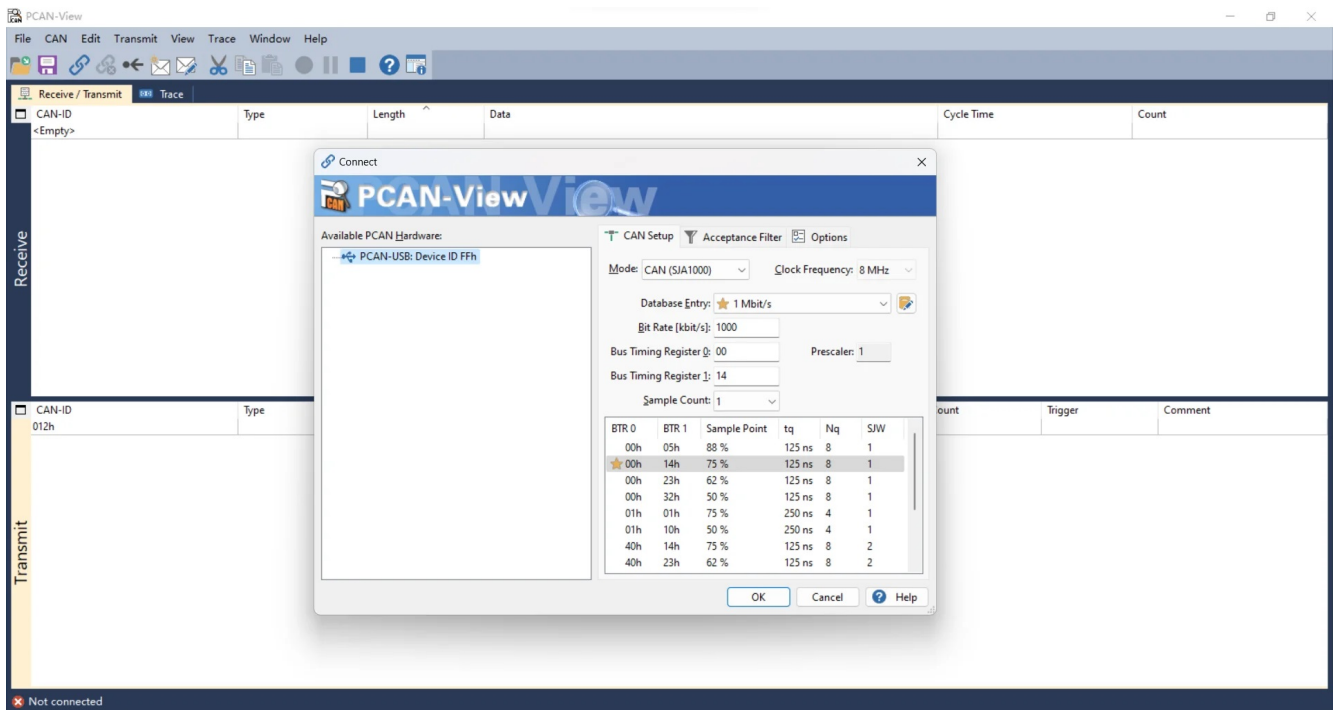 PCAN-View
File CAN Edit Transmit View Trace Window Help
Receive / Transmit Trace
CAN-ID Type Length Data Cycle Time Count
<Empty>
Receive
Connect
PCAN-View
Available PCAN Hardware:
PCAN-USB: Device ID FFh
CAN Setup Acceptance Filter Options
Mode: CAN (SJA1000) Clock Frequency: 8 MHz
Database Entry: 1 Mbit/s
Bit Rate [kbit/s]: 1000
Bus Timing Register 0: 00 Prescaler: 1
Bus Timing Register 1: 14
Sample Count: 1
BTR 0 BTR 1 Sample Point tq Nq SJW
00h 05h 88 % 125 ns 8 1
00h 14h 75 % 125 ns 8 1
00h 23h 62 % 125 ns 8 1
00h 32h 50 % 125 ns 8 1
01h 01h 75 % 250 ns 4 1
01h 10h 50 % 250 ns 4 1
40h 14h 75 % 125 ns 8 2
40h 23h 62 % 125 ns 8 2
OK Cancel Help
CAN-ID Type ount Trigger Comment
012h
Transmit
Not connected